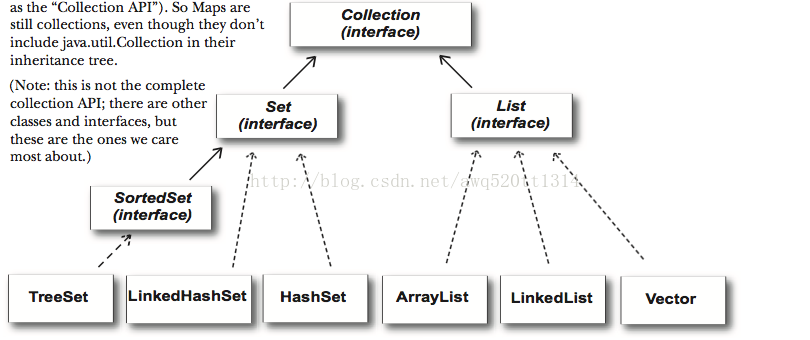 as the “Collection API”). So Maps are
still collections, even though they don’t
include java.util.Collection in their
inheritance tree.
(Note: this is not the complete
collection API; there are other
classes and interfaces, but
these are the ones we care
most about.)
Collection
(interface)
Set
(interface)
List
(interface)
http://blog.csdn.net/awq520tt1314
SortedSet
(interface)
TreeSet
LinkedHashSet
HashSet
ArrayList
LinkedList
Vector